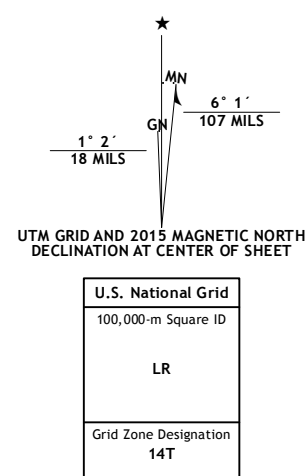 MN
GN
6° 1´
107 MILS
1° 2´
18 MILS
UTM GRID AND 2015 MAGNETIC NORTH
DECLINATION AT CENTER OF SHEET
U.S. National Grid
100,000-m Square ID
LR
Grid Zone Designation
14T